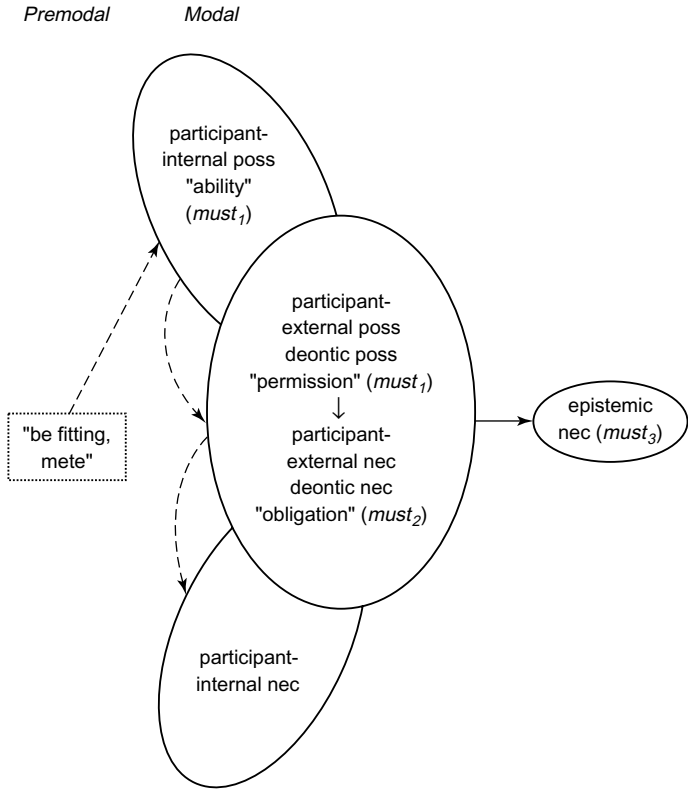 Premodal Modal
participant-
internal poss
"ability"
(must1)
participant-
external poss
deontic poss
"permission" (must1)
↓
participant-
external nec
deontic nec
"obligation" (must2)
epistemic
nec (must3)
"be fitting,
mete"
participant-
internal nec